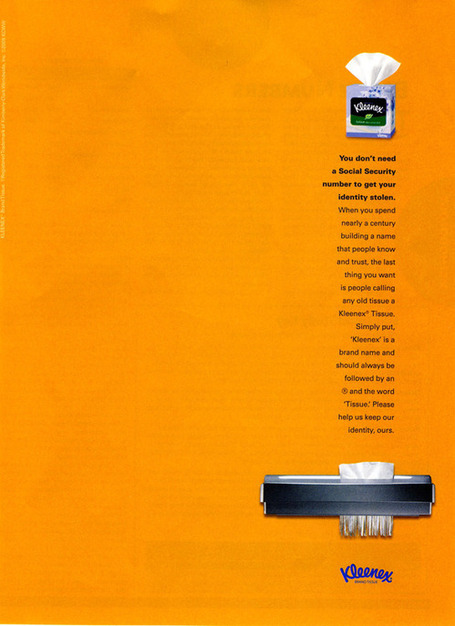 Kleenex
You don't need
a Social Security
number to get your
identity stolen.
When you spend
nearly a century
building a name
that people know
and trust, the last
thing you want
is people calling
any old tissue a
Kleenex® Tissue.
Simply put,
'Kleenex' is a
brand name and
should always be
followed by an
® and the word
'Tissue.' Please
help us keep our
identity, ours.
Kleenex